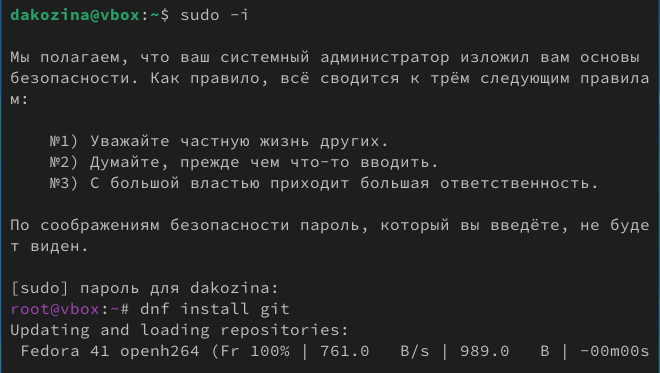 dakozina@vbox:~$ sudo -i
Мы полагаем, что ваш системный администратор изложил вам основы
безопасности. Как правило, всё сводится к трём следующим правила
м:
№1) Уважайте частную жизнь других.
№2) Думайте, прежде чем что-то вводить.
№3) С большой властью приходит большая ответственность.
По соображениям безопасности пароль, который вы введёте, не буде
т виден.
[sudo] пароль для dakozina:
root@vbox:~# dnf install git
Updating and loading repositories:
Fedora 41 openh264 (Fr 100% | 761.0   B/s | 989.0   B | -00m00s